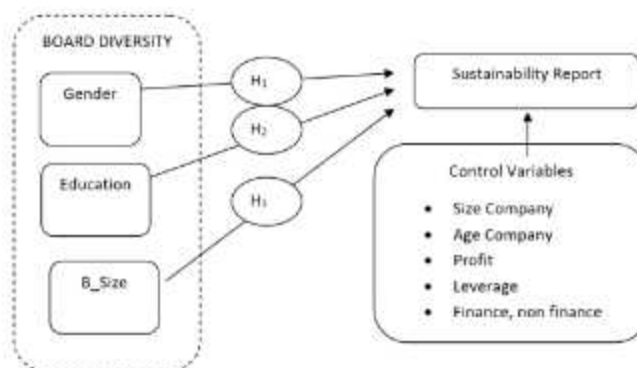 BOARD DIVERSITY
Gender
Education
B_Size
H₁
H₂
H₃
Sustainability Report
Control Variables
• Size Company
• Age Company
• Profit
• Leverage
• Finance, non finance